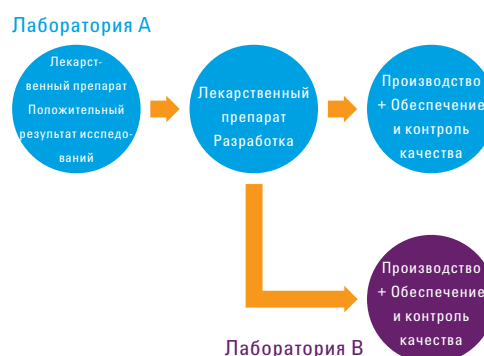 Лаборатория А
Лекарст-
венный препарат
Положительный
результат исследо-
ваний
Лекарственный
препарат
Разработка
Производство
+ Обеспечение
и контроль
качества
Производство
+ Обеспечение
и контроль
качества
Лаборатория В